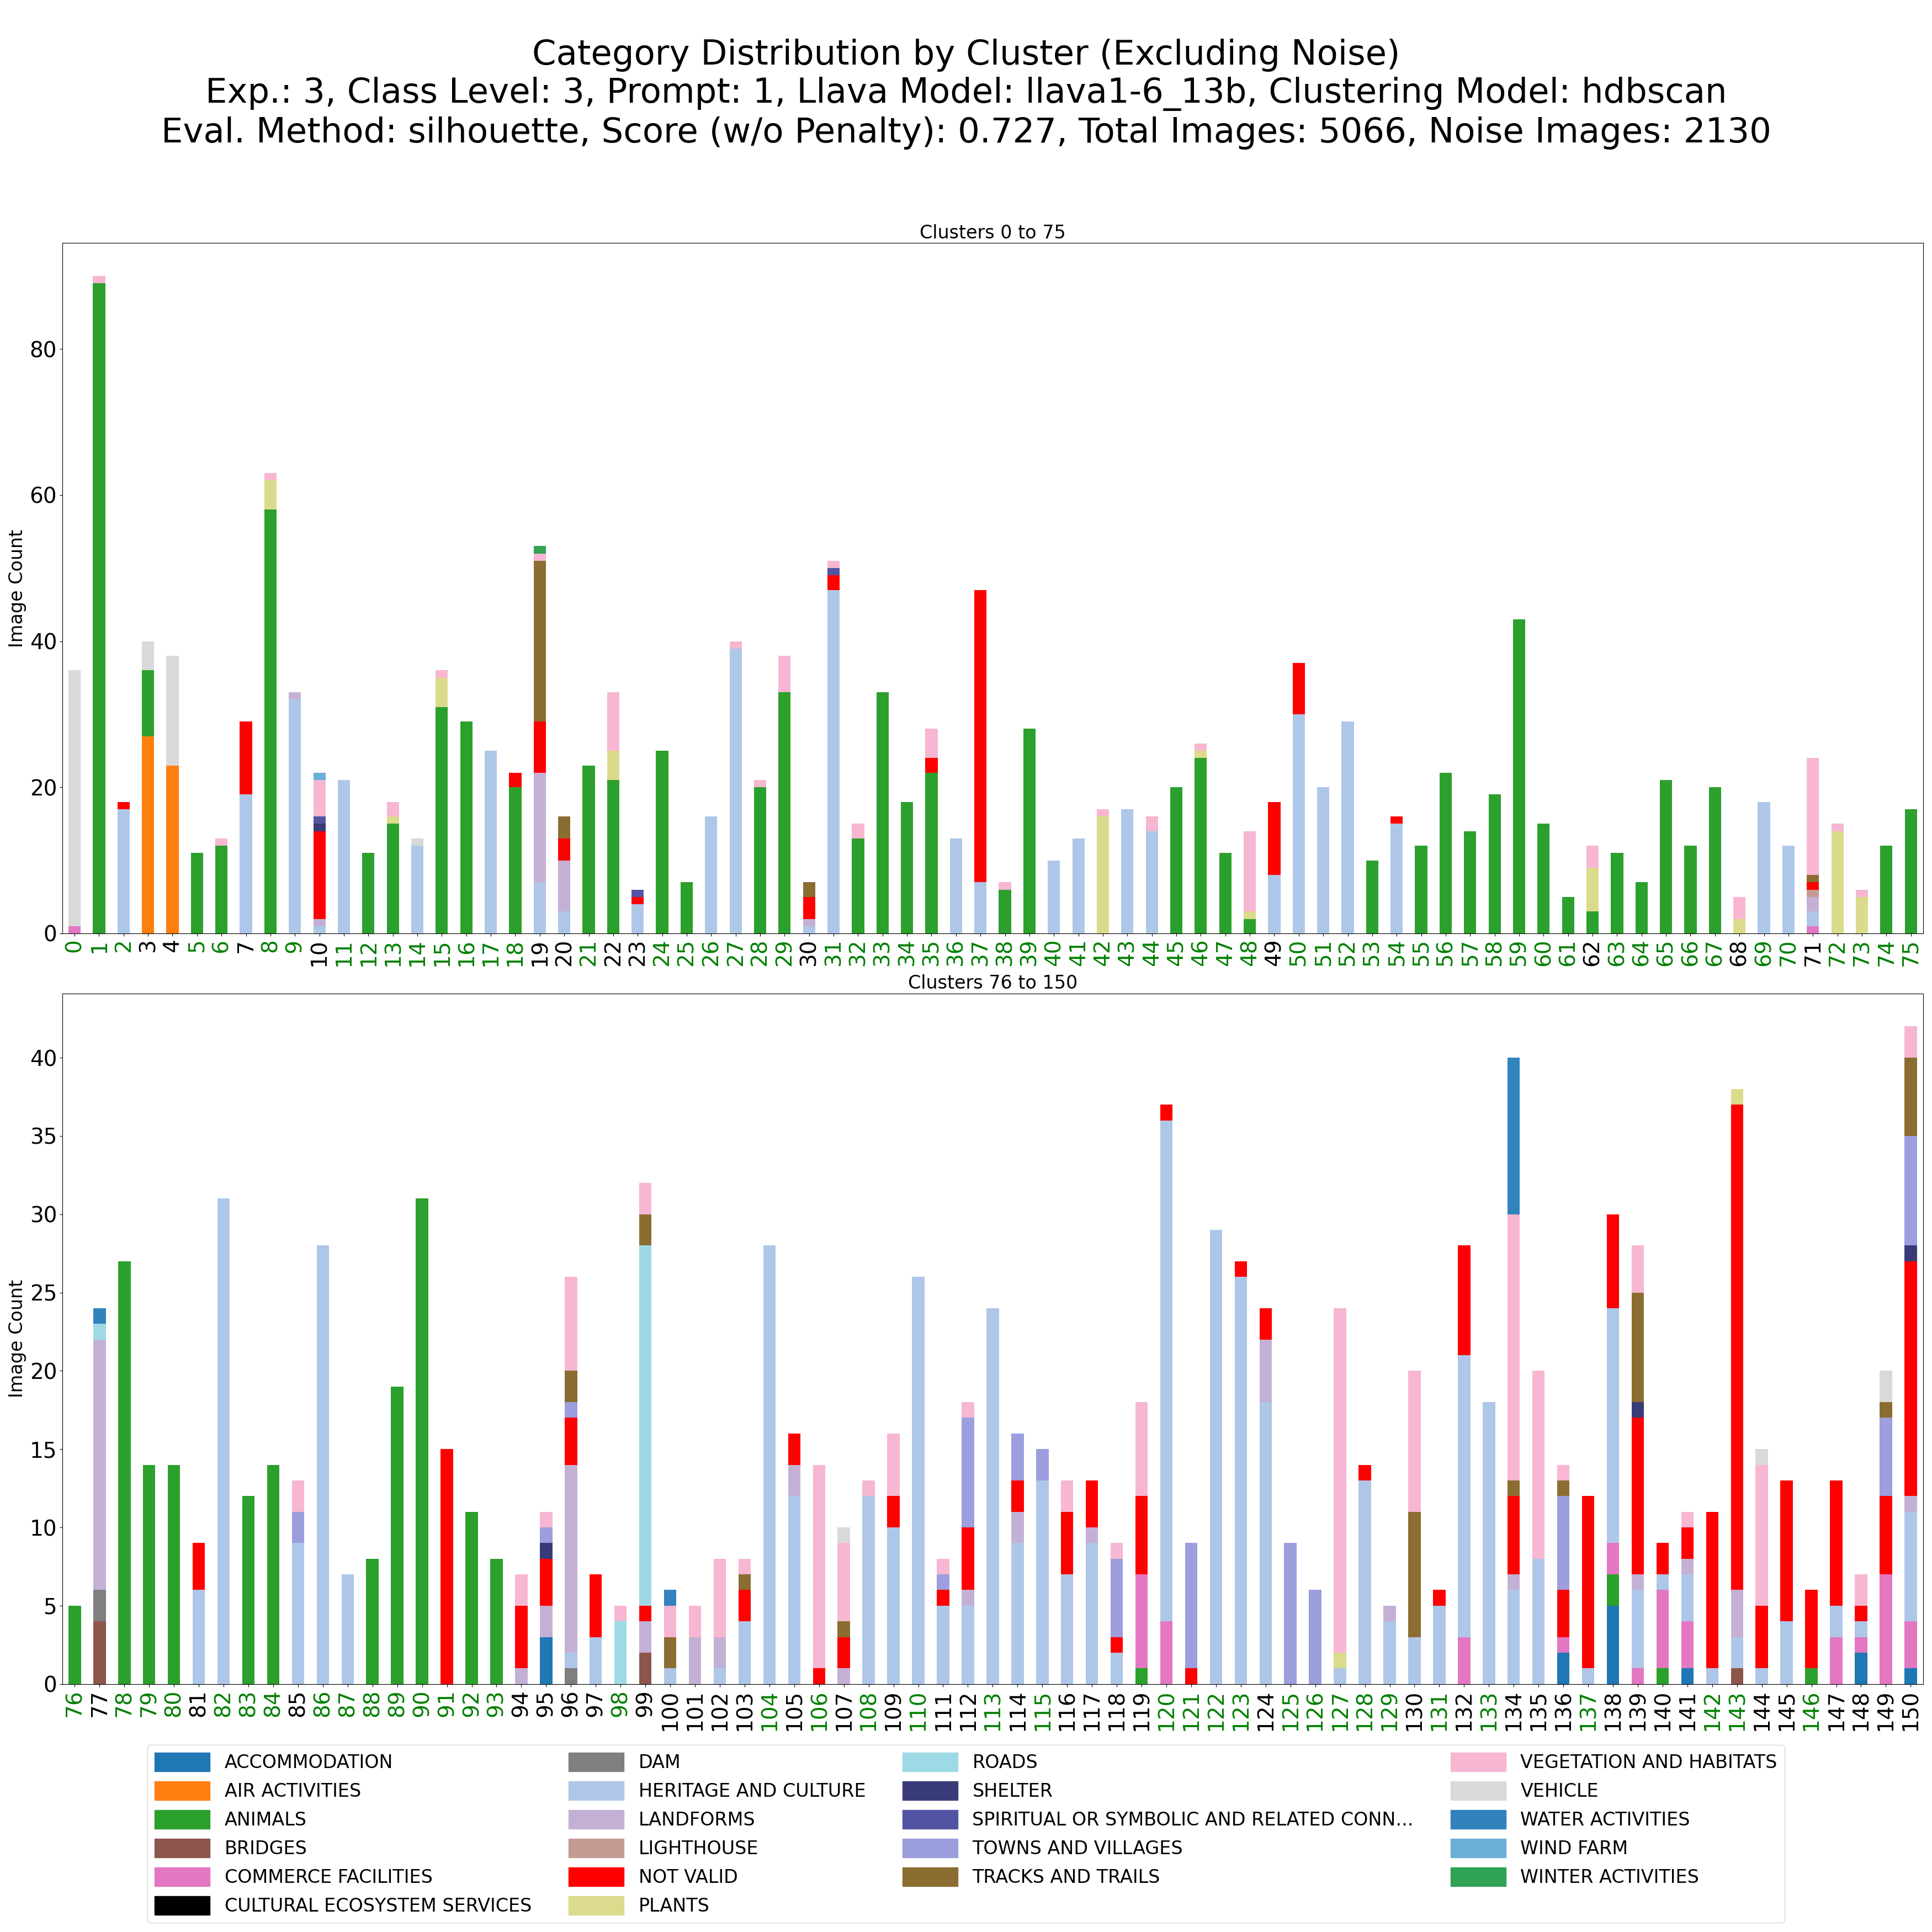 Category Distribution by Cluster (Excluding Noise)
Exp.: 3, Class Level: 3, Prompt: 1, Llava Model: llava1-6_13b, Clustering Model: hdbscan
Eval. Method: silhouette, Score (w/o Penalty): 0.727, Total Images: 5066, Noise Images: 2130
Clusters 0 to 75
Image Count
80
60
40
20
0
0 1 2 3 4 5 6 7 8 9 10 11 12 13 14 15 16 17 18 19 20 21 22 23 24 25 26 27 28 29 30 31 32 33 34 35 36 37 38 39 40 41 42 43 44 45 46 47 48 49 50 51 52 53 54 55 56 57 58 59 60 61 62 63 64 65 66 67 68 69 70 71 72 73 74 75
Clusters 76 to 150
Image Count
40
35
30
25
20
15
10
5
0
76 77 78 79 80 81 82 83 84 85 86 87 88 89 90 91 92 93 94 95 96 97 98 99 100 101 102 103 104 105 106 107 108 109 110 111 112 113 114 115 116 117 118 119 120 121 122 123 124 125 126 127 128 129 130 131 132 133 134 135 136 137 138 139 140 141 142 143 144 145 146 147 148 149 150
ACCOMMODATION
AIR ACTIVITIES
ANIMALS
BRIDGES
COMMERCE FACILITIES
CULTURAL ECOSYSTEM SERVICES
DAM
HERITAGE AND CULTURE
LANDFORMS
LIGHTHOUSE
NOT VALID
PLANTS
ROADS
SHELTER
SPIRITUAL OR SYMBOLIC AND RELATED CONN...
TOWNS AND VILLAGES
TRACKS AND TRAILS
VEGETATION AND HABITATS
VEHICLE
WATER ACTIVITIES
WIND FARM
WINTER ACTIVITIES